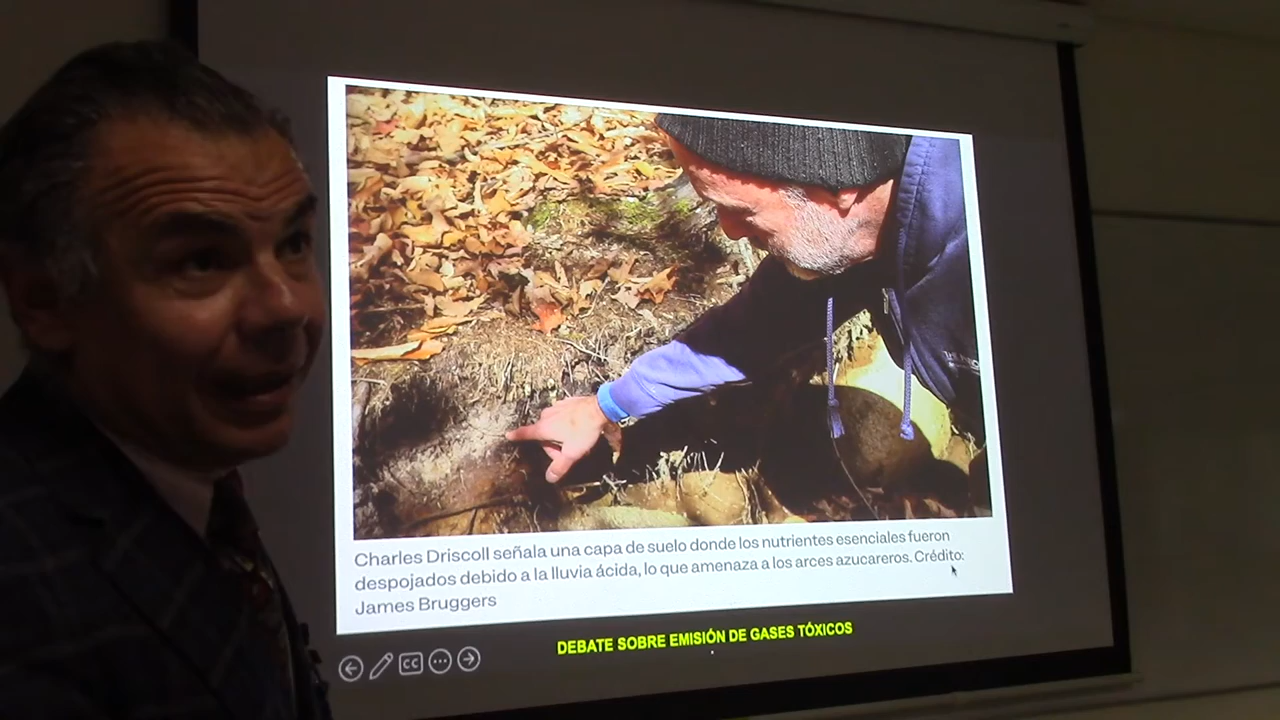 Charles Driscoll señala una capa de suelo donde los nutrientes esenciales fueron
despojados debido a la lluvia ácida, lo que amenaza a los arces azucareros. Crédito:
James Bruggers
DEBATE SOBRE EMISIÓN DE GASES TÓXICOS
CC